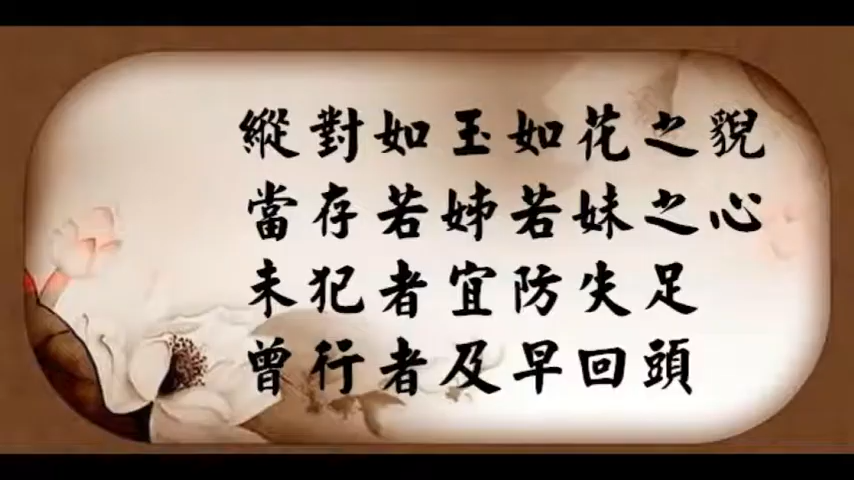 縱對如玉如花之貌
當存若姊若妹之心
未犯者宜防失足
曾行者及早回頭